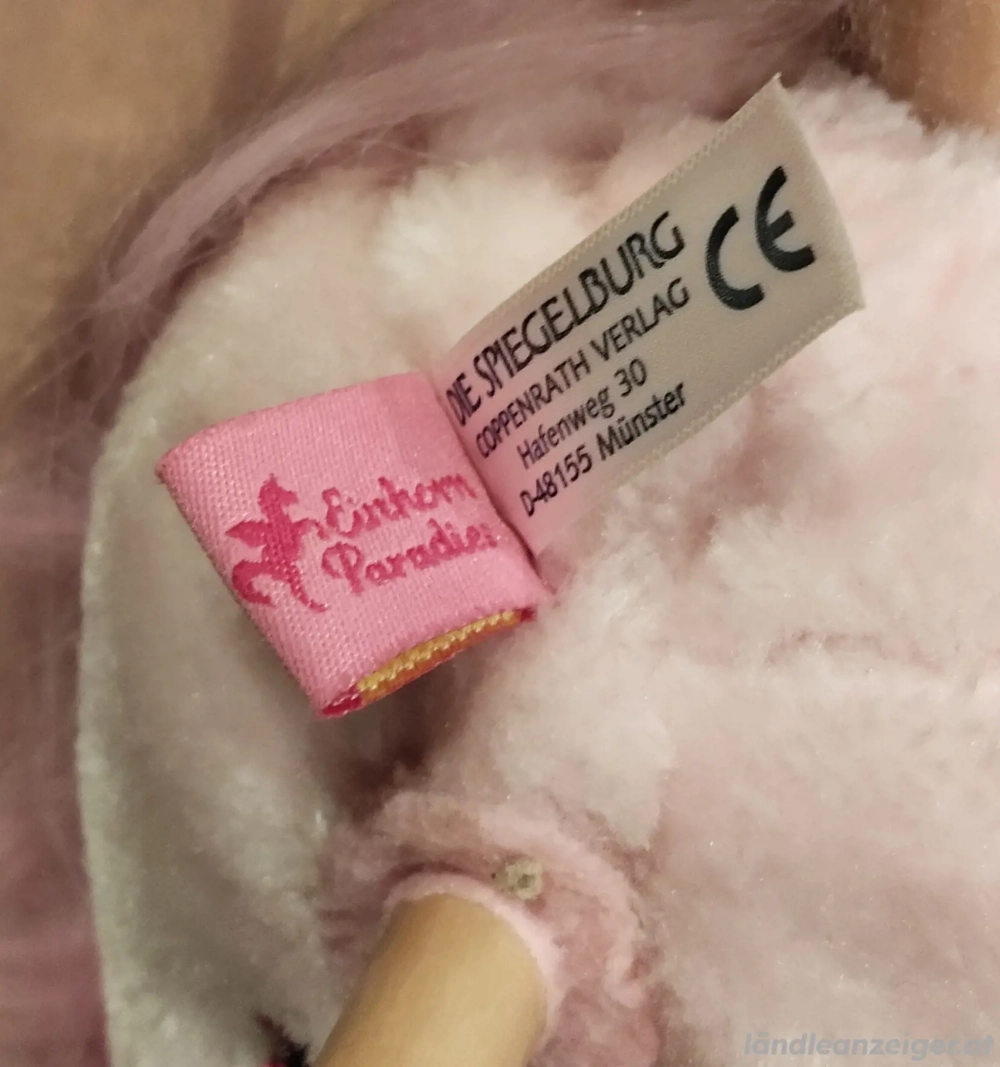 DIE SPIEGELBURG
COPPENRATH VERLAG
Hafenweg 30
D-48155 Münster
CE
Einhorn
Paradies
ländleanzeiger.at